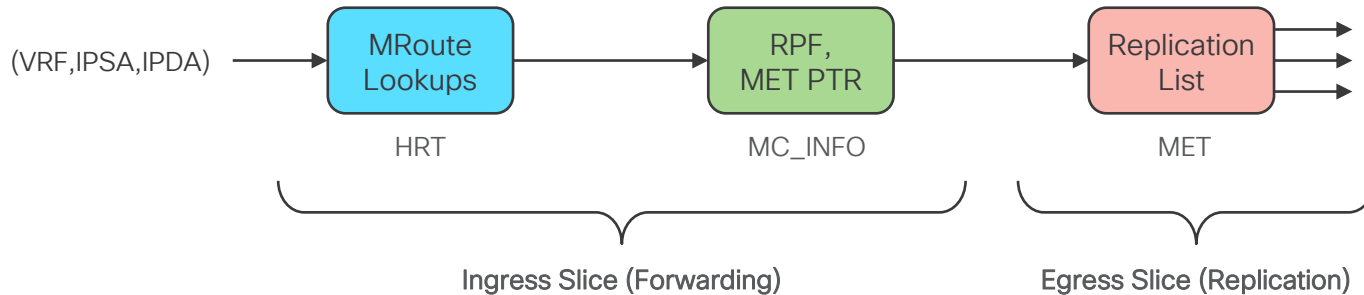 (VRF,IPSA,IPDA)
MRoute
Lookups
RPF,
MET PTR
Replication
List
HRT
MC_INFO
MET
Ingress Slice (Forwarding)
Egress Slice (Replication)